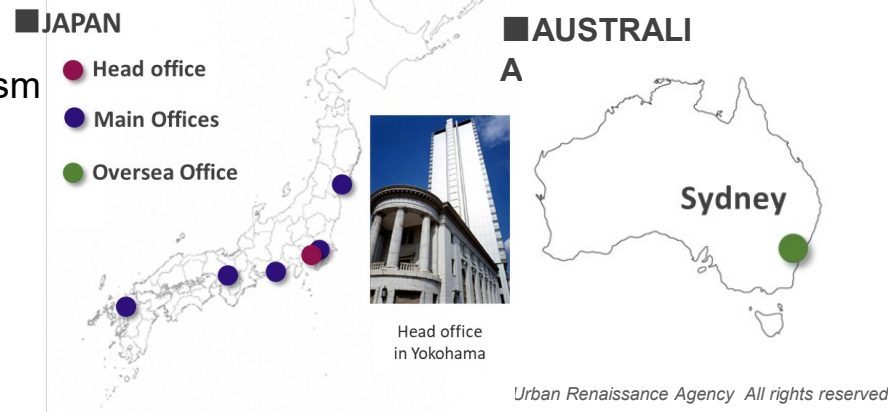 ■JAPAN
Head office
Main Offices
Oversea Office
sm
Head office
in Yokohama
■AUSTRALI
A
Sydney
Urban Renaissance Agency All rights reserved